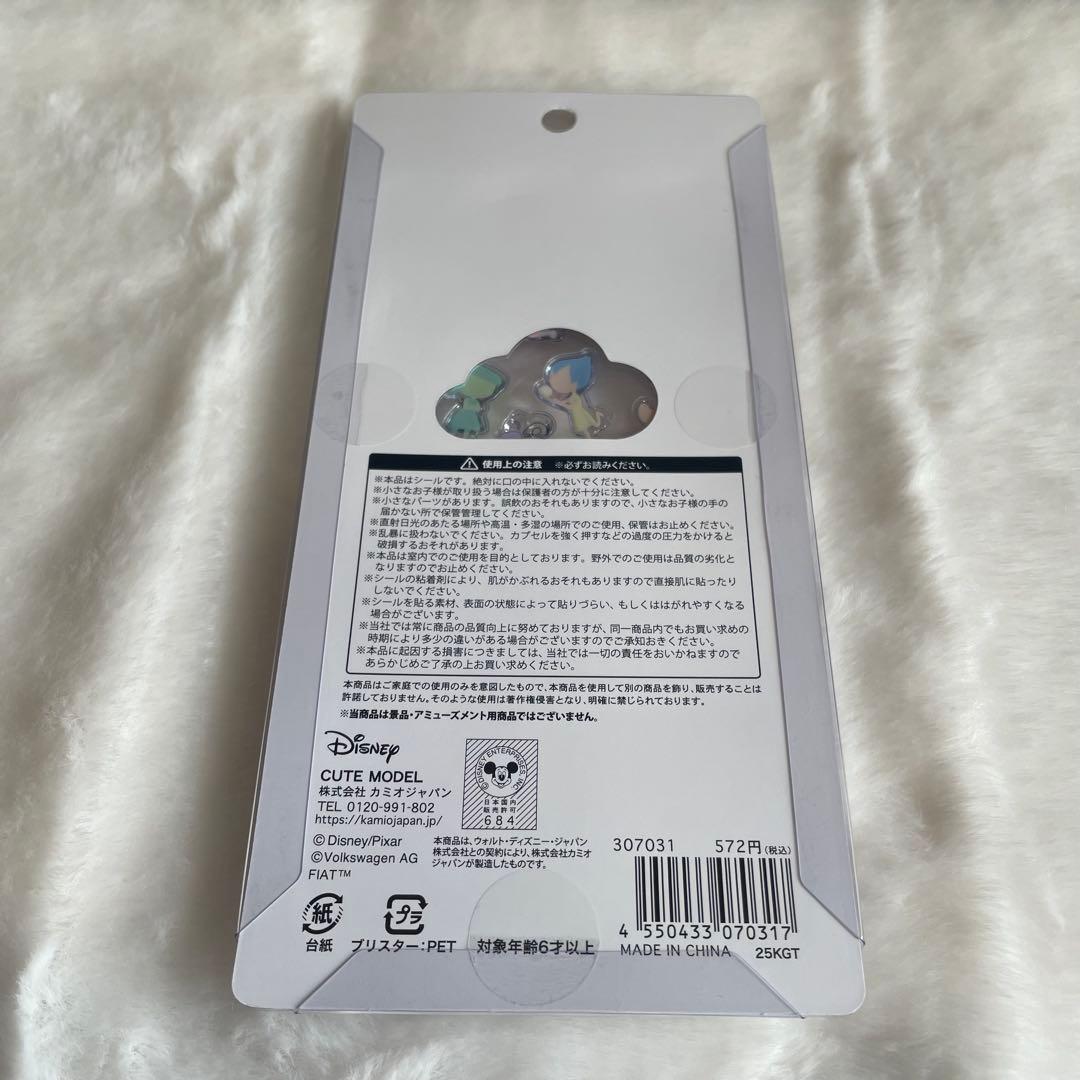 ⚠ 使用上の注意 ※必ずお読みください。
※本品はシールです。絶対に口の中に入れないでください。
※小さなお子様が取り扱う場合は保護者の方が十分に注意してください。
※小さなパーツがあります。誤飲のおそれもありますので、小さなお子様の手の
届かない所で保管管理してください。
※直射日光のあたる場所や高温・多湿の場所でのご使用、保管はお止めください。
※乱暴に扱わないでください。カプセルを強く押すなどの過度の圧力をかけると
破損するおそれがあります。
※本品は室内でのご使用を目的としております。野外でのご使用は品質の劣化と
なりますのでお止めください。
※シールの粘着剤により、肌がかぶれるおそれもありますので直接肌に貼ったり
しないでください。
※シールを貼る素材、表面の状態によって貼りづらい、もしくははがれやすくなる
場合がございます。
※当社では常に商品の品質向上に努めておりますが、同一商品内でもお買い求めの
時期により多少の違いがある場合がございますのでご承知おきください。
※本品に起因する損害につきましては、当社では一切の責任をおいかねますので
あらかじめご了承の上お買い求めください。
本商品はご家庭での使用のみを意図したもので、本商品を使用して別の商品を飾り、販売することは
許諾しておりません。そのような使用は著作権侵害となり、明確に禁じられております。
※当商品は景品・アミューズメント用商品ではございません。
Disney
CUTE MODEL
株式会社 カミオジャパン
TEL 0120-991-802
https://kamiojapan.jp/
©DISNEY ENTERPRISES, INC.
日本国内
販売許可
684
©Disney/Pixar
©Volkswagen AG
FIAT™
本商品は、ウォルト・ディズニー・ジャパン
株式会社との契約により、株式会社カミオ
ジャパンが製造したものです。
307031 572円(税込)
4 550433 070317
紙
台紙
プラ
ブリスター:PET
対象年齢6才以上
MADE IN CHINA 25KGT